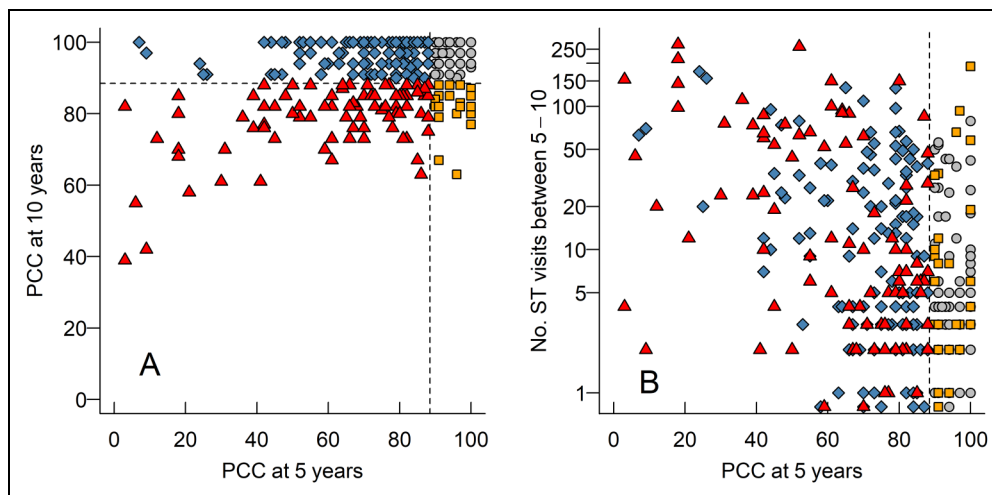 100
80
60
40
20
0
PCC at 10 years
A
0 20 40 60 80 100
PCC at 5 years
250
150
100
50
20
10
5
1
No. ST visits between 5 – 10
B
0 20 40 60 80 100
PCC at 5 years